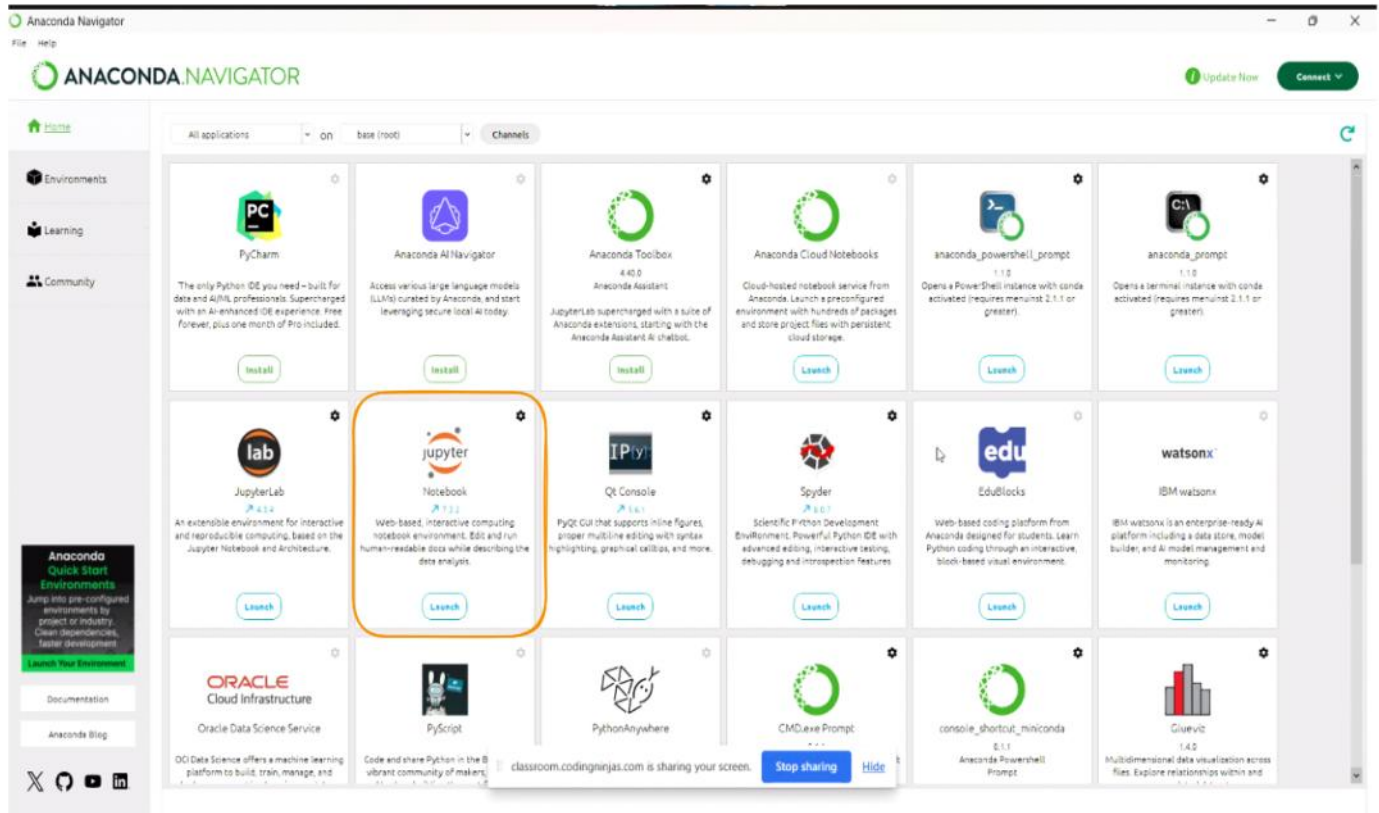 Anaconda Navigator
File Help
ANACONDA.NAVIGATOR
Update Now
Connect
Home
All applications
on
base (root)
Channels
Environments
Learning
Community
PyCharm
The only Python IDE you need – built for
data and AI/ML professionals. Supercharged
with an AI-enhanced IDE experience. Free
forever, plus one month of Pro included.
Install
Anaconda AI Navigator
Access various large language models
(LLMs) curated by Anaconda, and start
leveraging secure local AI today.
Install
Anaconda Toolbox
4.40.0
Anaconda Assistant
JupyterLab supercharged with a suite of
Anaconda extensions, starting with the
Anaconda Assistant AI chatbot.
Install
Anaconda Cloud Notebooks
Cloud-hosted notebook service from
Anaconda. Launch a preconfigured
environment with hundreds of packages
and store project files with persistent
cloud storage.
Launch
anaconda_powershell_prompt
1.1.0
Opens a PowerShell instance with conda
activated (requires menuinst 2.1.1 or
greater).
Launch
C:\
anaconda_prompt
1.1.0
Opens a terminal instance with conda
activated (requires menuinst 2.1.1 or
greater)
Launch
lab
JupyterLab
An extensible environment for interactive
and reproducible computing, based on the
Jupyter Notebook and Architecture.
Launch
jupyter
Notebook
Web-based, interactive computing
notebook environment. Edit and run
human-readable docs while describing the
data analysis.
Launch
IP[y]:
Qt Console
PyQt GUI that supports inline figures,
proper multiline editing with syntax
highlighting, graphical calltips, and more.
Launch
Spyder
Scientific Python Development
EnviRonment. Powerful Python IDE with
advanced editing, interactive testing,
debugging and introspection features
Launch
edu
EduBlocks
Web-based coding platform from
Anaconda designed for students. Learn
Python coding through an interactive,
block-based visual environment.
Launch
watsonx
IBM watsonx
IBM watsonx is an enterprise-ready AI
platform including a data store, model
builder, and AI model management and
monitoring.
Launch
Anaconda
Quick Start
Environments
Jump into pre-configured
environments by
project or industry.
Clean dependencies,
faster development
Launch Your Environment
Documentation
Anaconda Blog
ORACLE
Cloud Infrastructure
Oracle Data Science Service
OCI Data Science offers a machine learning
platform to build, train, manage, and
PyScript
Code and share Python in the
vibrant community of makers,
PythonAnywhere
CMD.exe Prompt
console_shortcut_miniconda
0.1.1
Anaconda Powershell
Prompt
Glueviz
1.4.0
Multidimensional data visualization across
files. Explore relationships within and
classroom.codingninjas.com is sharing your screen.
Stop sharing
Hide